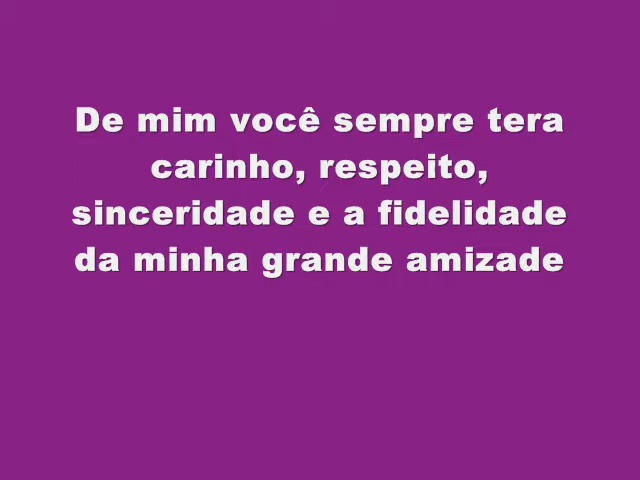 De mim você sempre tera
carinho, respeito,
sinceridade e a fidelidade
da minha grande amizade